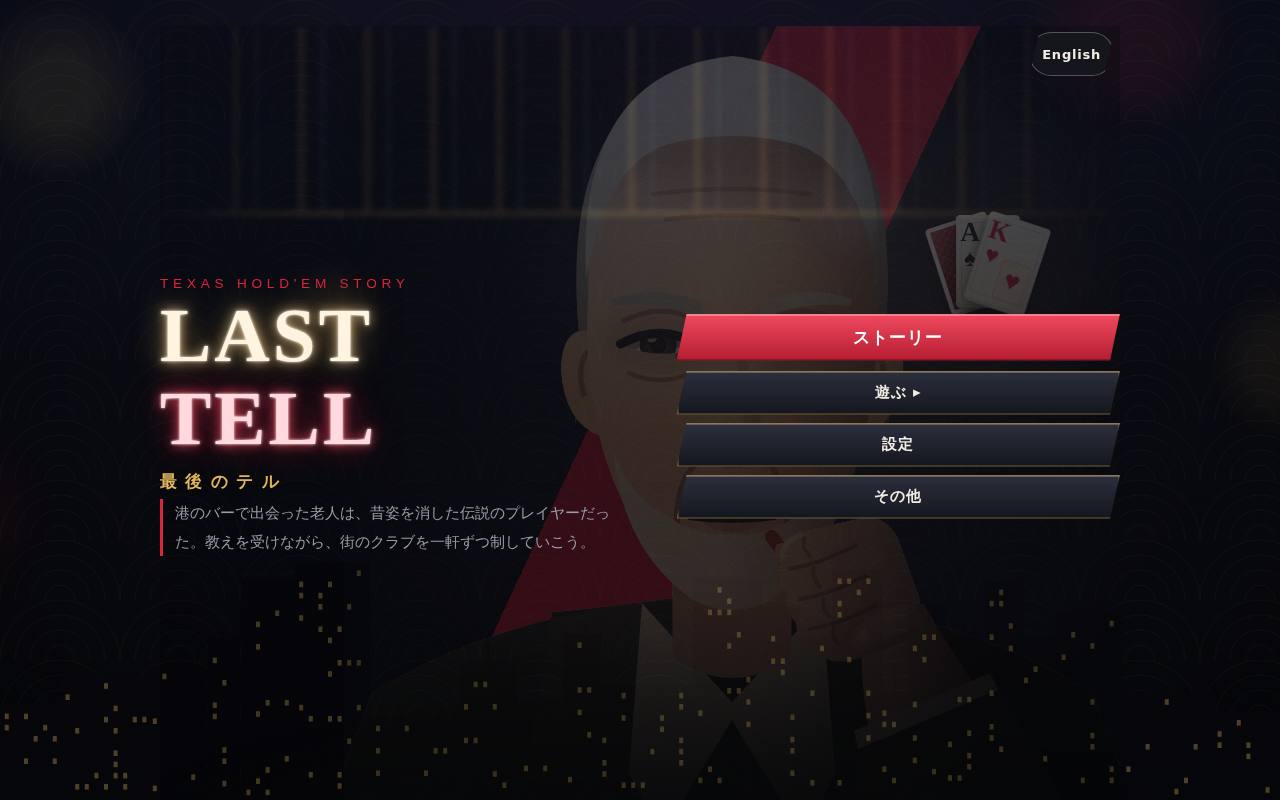 English
A
K
TEXAS HOLD'EM STORY
LAST
TELL
最後のテル
港のバーで出会った老人は、昔姿を消した伝説のプレイヤーだっ
た。教えを受けながら、街のクラブを一軒ずつ制していこう。
ストーリー
遊ぶ ▸
設定
その他